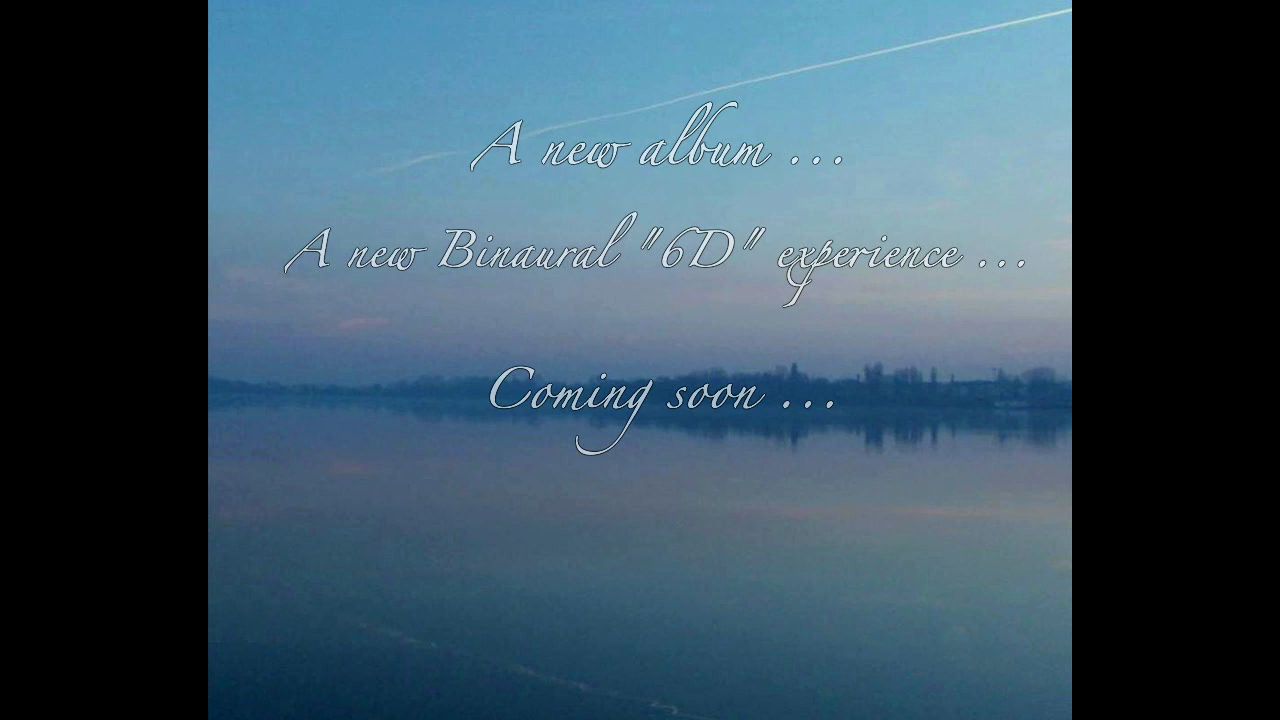 A new album ...
A new Binaural "6D" experience ...
Coming soon ...